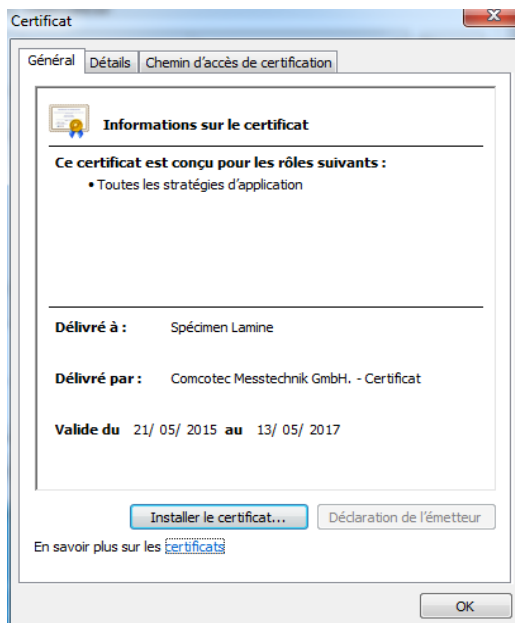 Certificat
Général Détails Chemin d'accès de certification
Informations sur le certificat
Ce certificat est conçu pour les rôles suivants :
• Toutes les stratégies d'application
Délivré à : Spécimen Lamine
Délivré par : Comcotec Messtechnik GmbH. - Certificat
Valide du 21/ 05/ 2015 au 13/ 05/ 2017
Installer le certificat... Déclaration de l'émetteur
En savoir plus sur les certificats
OK